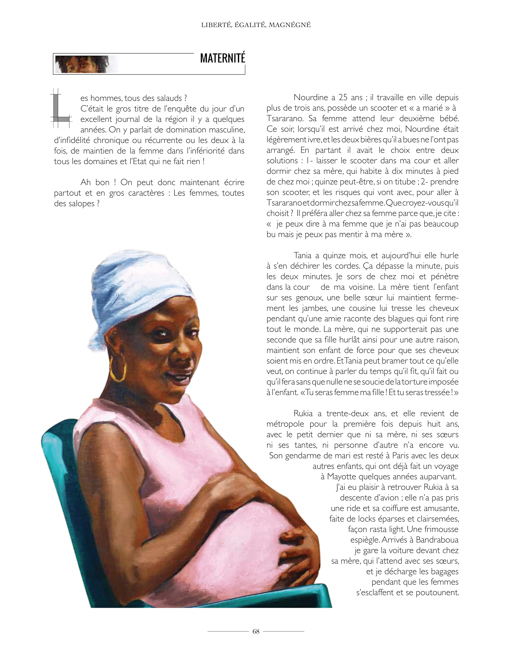 LIBERTÉ, ÉGALITÉ, MAGNÉGNÉ
MATERNITÉ
Les hommes, tous des salauds ?
C'était le gros titre de l'enquête du jour d'un
excellent journal de la région il y a quelques
années. On y parlait de domination masculine,
d'infidélité chronique ou récurrente ou les deux à la
fois, de maintien de la femme dans l'infériorité dans
tous les domaines et l'Etat qui ne fait rien !
Ah bon ! On peut donc maintenant écrire
partout et en gros caractères : Les femmes, toutes
des salopes ?
Nourdine a 25 ans ; il travaille en ville depuis
plus de trois ans, possède un scooter et « a marié » à
Tsararano. Sa femme attend leur deuxième bébé.
Ce soir, lorsqu'il est arrivé chez moi, Nourdine était
légèrement ivre, et les deux bières qu'il a bues ne l'ont pas
arrangé. En partant il avait le choix entre deux
solutions : 1- laisser le scooter dans ma cour et aller
dormir chez sa mère, qui habite à dix minutes à pied
de chez moi ; quinze peut-être, si on titube ; 2- prendre
son scooter, et les risques qui vont avec, pour aller à
Tsararano et dormir chez sa femme. Que croyez-vous qu'il
choisit ? Il préféra aller chez sa femme parce que, je cite :
« je peux dire à ma femme que je n'ai pas beaucoup
bu mais je peux pas mentir à ma mère ».
Tania a quinze mois, et aujourd'hui elle hurle
à s'en déchirer les cordes. Ça dépasse la minute, puis
les deux minutes. Je sors de chez moi et pénètre
dans la cour de ma voisine. La mère tient l'enfant
sur ses genoux, une belle sœur lui maintient ferme-
ment les jambes, une cousine lui tresse les cheveux
pendant qu'une amie raconte des blagues qui font rire
tout le monde. La mère, qui ne supporterait pas une
seconde que sa fille hurlât ainsi pour une autre raison,
maintient son enfant de force pour que ses cheveux
soient mis en ordre. Et Tania peut bramer tout ce qu'elle
veut, on continue à parler du temps qu'il fit, qu'il fait ou
qu'il fera sans que nulle ne se soucie de la torture imposée
à l'enfant. «Tu seras femme ma fille ! Et tu seras tressée !»
Rukia a trente-deux ans, et elle revient de
métropole pour la première fois depuis huit ans,
avec le petit dernier que ni sa mère, ni ses sœurs
ni ses tantes, ni personne d'autre n'a encore vu.
Son gendarme de mari est resté à Paris avec les deux
autres enfants, qui ont déjà fait un voyage
à Mayotte quelques années auparvant.
J'ai eu plaisir à retrouver Rukia à sa
descente d'avion ; elle n'a pas pris
une ride et sa coiffure est amusante,
faite de locks éparses et clairsemées,
façon rasta light. Une frimousse
espiègle. Arrivés à Bandraboua
je gare la voiture devant chez
sa mère, qui l'attend avec ses sœurs,
et je décharge les bagages
pendant que les femmes
s'esclaffent et se poutounent.
68